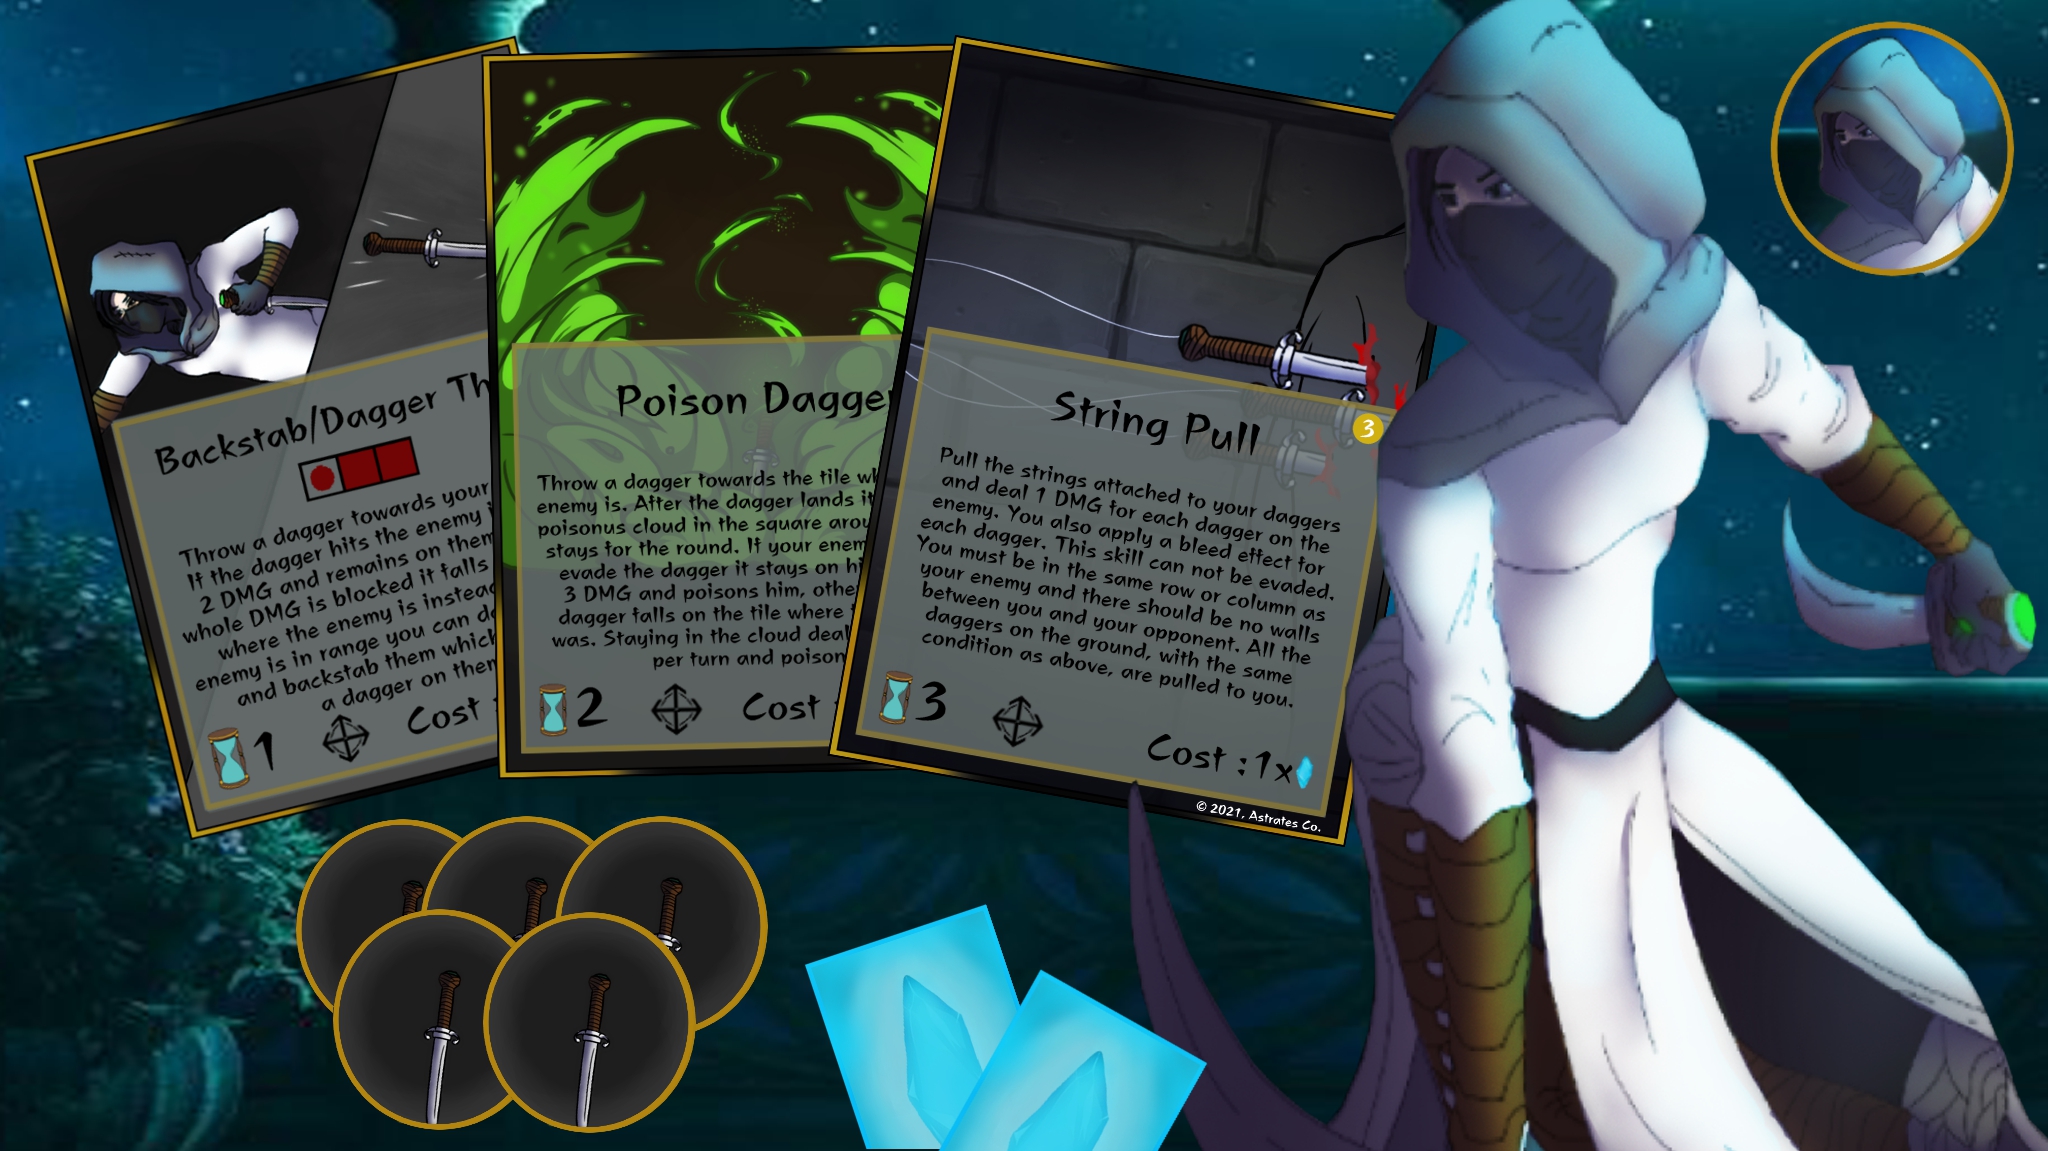 Backstab/Dagger Th
Throw a dagger towards your
If the dagger hits the enemy i
2 DMG and remains on them
whole DMG is blocked it falls
where the enemy is instead
enemy is in range you can de
and backstab them which
a dagger on them
1
Cost :
Poison Dagger
Throw a dagger towards the tile wh
enemy is. After the dagger lands it
poisonus cloud in the square arou
stays for the round. If your enem
evade the dagger it stays on hi
3 DMG and poisons him, othe
dagger falls on the tile where
was. Staying in the cloud deal
per turn and poison
2
Cost :
String Pull
3
Pull the strings attached to your daggers
and deal 1 DMG for each dagger on the
enemy. You also apply a bleed effect for
each dagger. This skill can not be evaded.
You must be in the same row or column as
your enemy and there should be no walls
between you and your opponent. All the
daggers on the ground, with the same
condition as above, are pulled to you.
3
Cost :1x
© 2021, Astrates Co.